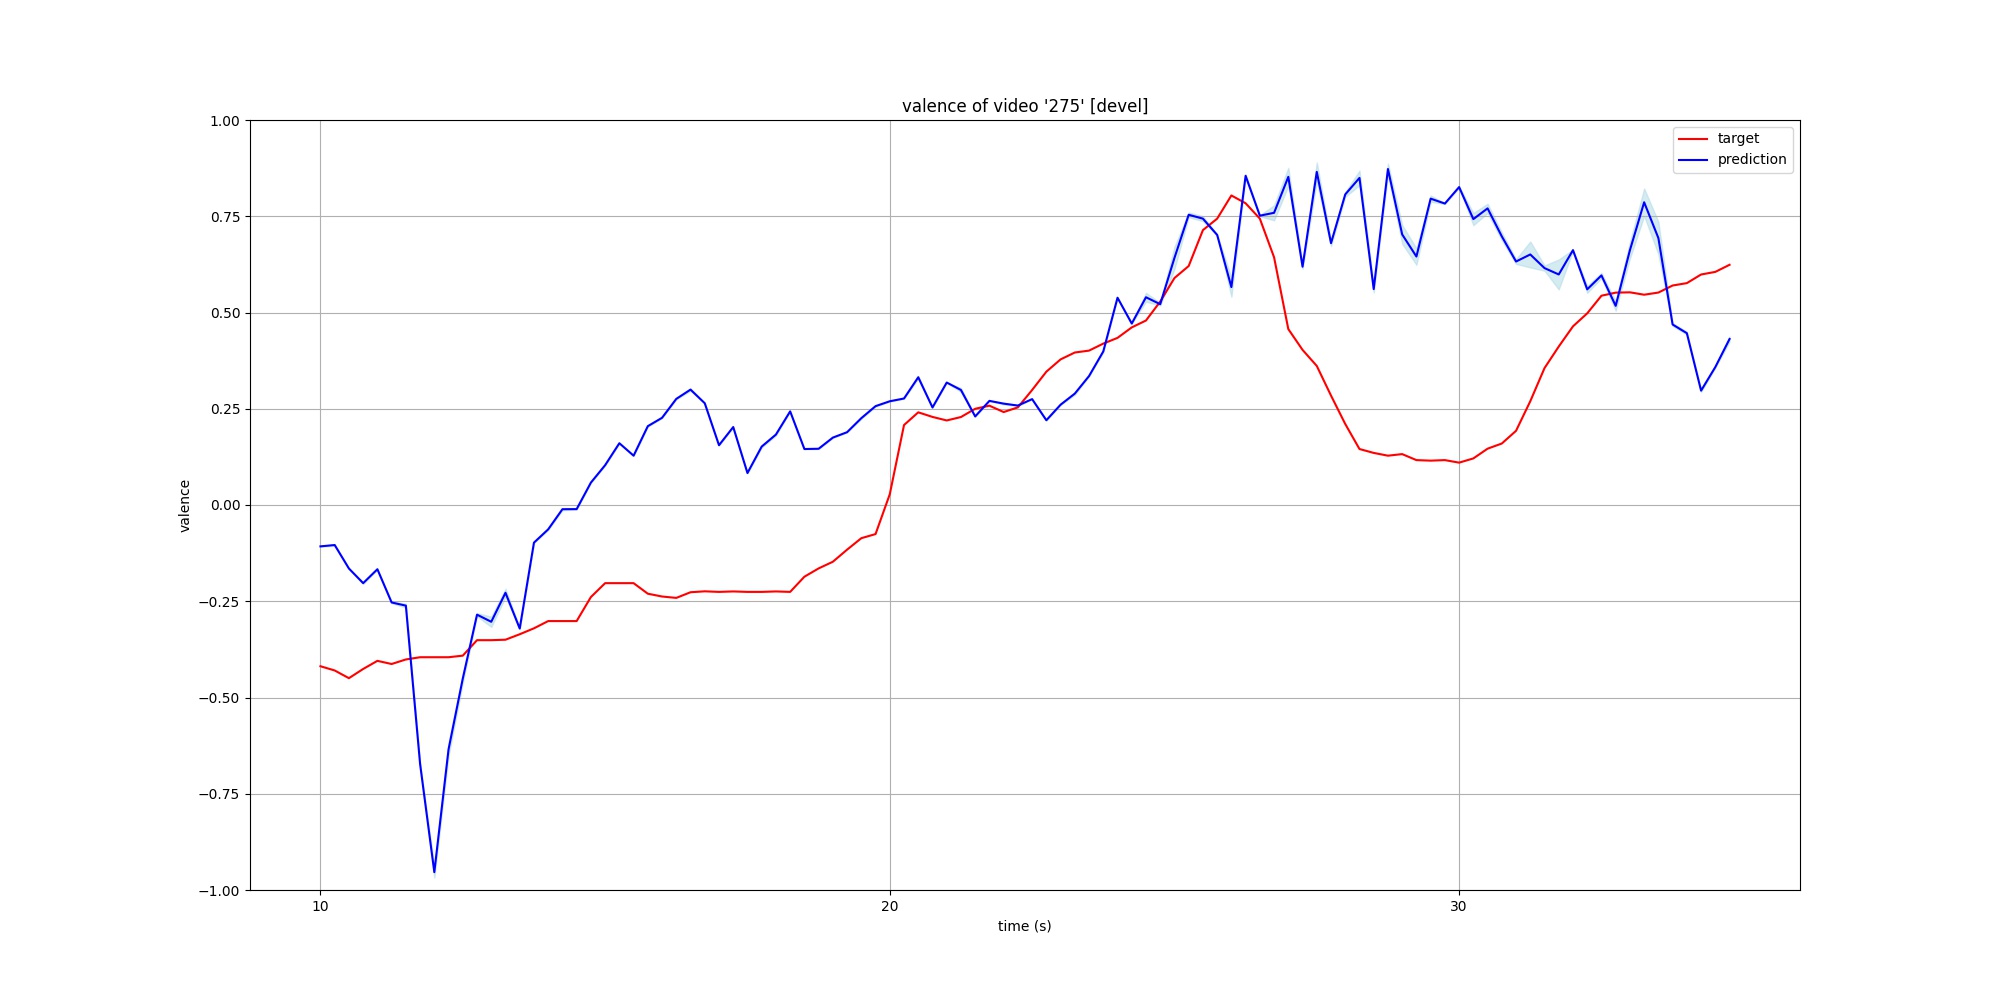 valence of video '275' [devel]
target
prediction
1.00
0.75
0.50
0.25
0.00
−0.25
−0.50
−0.75
−1.00
valence
10 20 30
time (s)